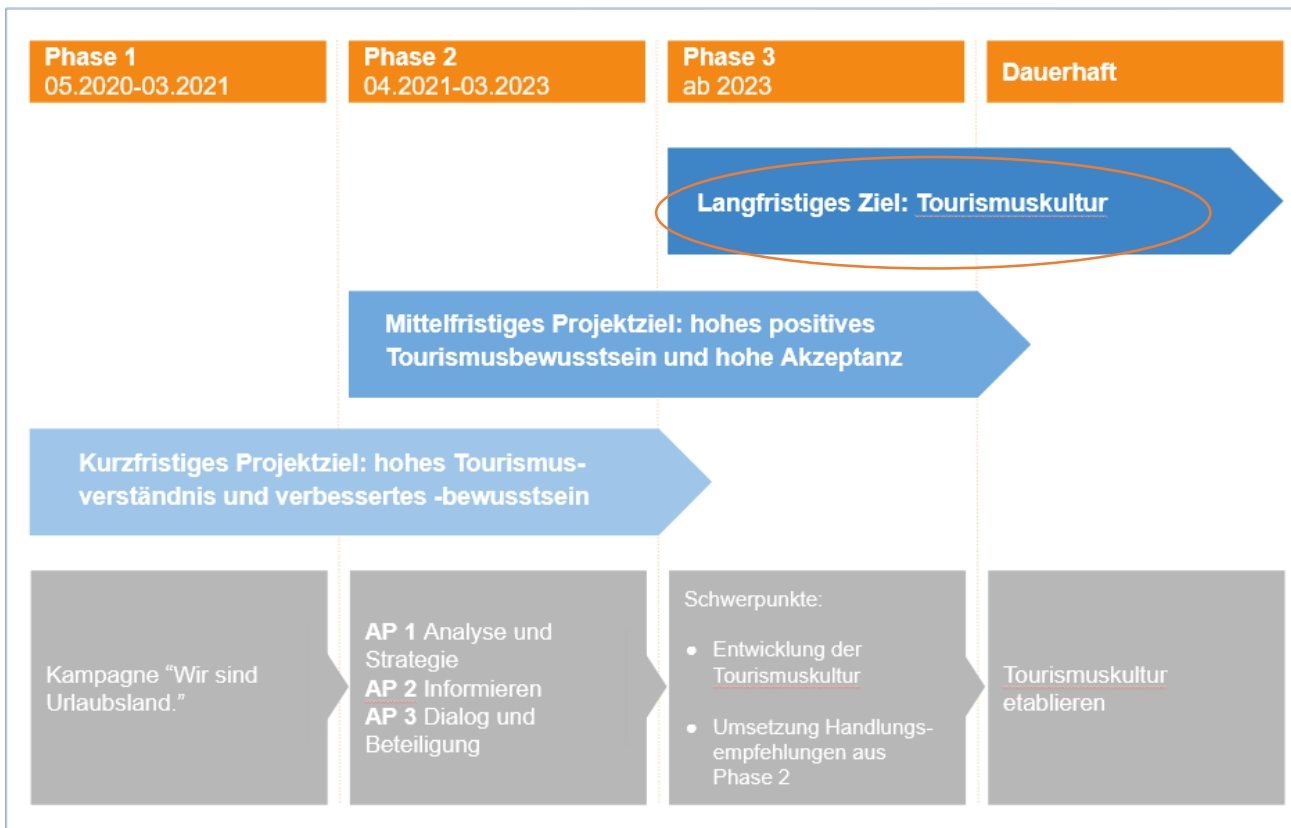 Phase 1
05.2020-03.2021
Phase 2
04.2021-03.2023
Phase 3
ab 2023
Dauerhaft
Langfristiges Ziel: Tourismuskultur
Mittelfristiges Projektziel: hohes positives
Tourismusbewusstsein und hohe Akzeptanz
Kurzfristiges Projektziel: hohes Tourismus-
verständnis und verbessertes -bewusstsein
Kampagne “Wir sind
Urlaubsland.”
AP 1 Analyse und
Strategie
AP 2 Informieren
AP 3 Dialog und
Beteiligung
Schwerpunkte:
● Entwicklung der
Tourismuskultur
● Umsetzung Handlungs-
empfehlungen aus
Phase 2
Tourismuskultur
etablieren